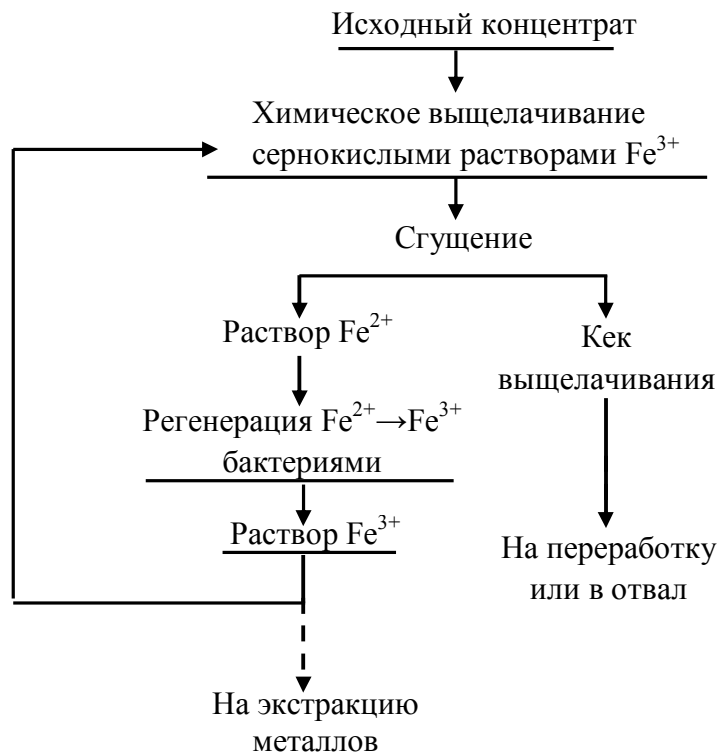 Исходный концентрат
Химическое выщелачивание
сернокислыми растворами Fe³⁺
Сгущение
Раствор Fe²⁺
Кек
выщелачивания
Регенерация Fe²⁺→Fe³⁺
бактериями
Раствор Fe³⁺
На переработку
или в отвал
На экстракцию
металлов